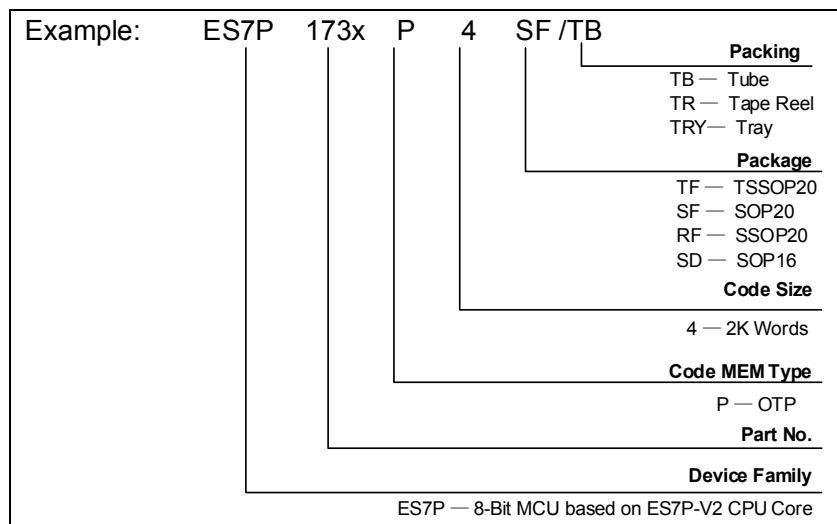 Example: ES7P 173x P 4 SF /TB
Packing
TB — Tube
TR — Tape Reel
TRY— Tray
Package
TF — TSSOP20
SF — SOP20
RF — SSOP20
SD — SOP16
Code Size
4 — 2K Words
Code MEM Type
P — OTP
Part No.
Device Family
ES7P — 8-Bit MCU based on ES7P-V2 CPU Core